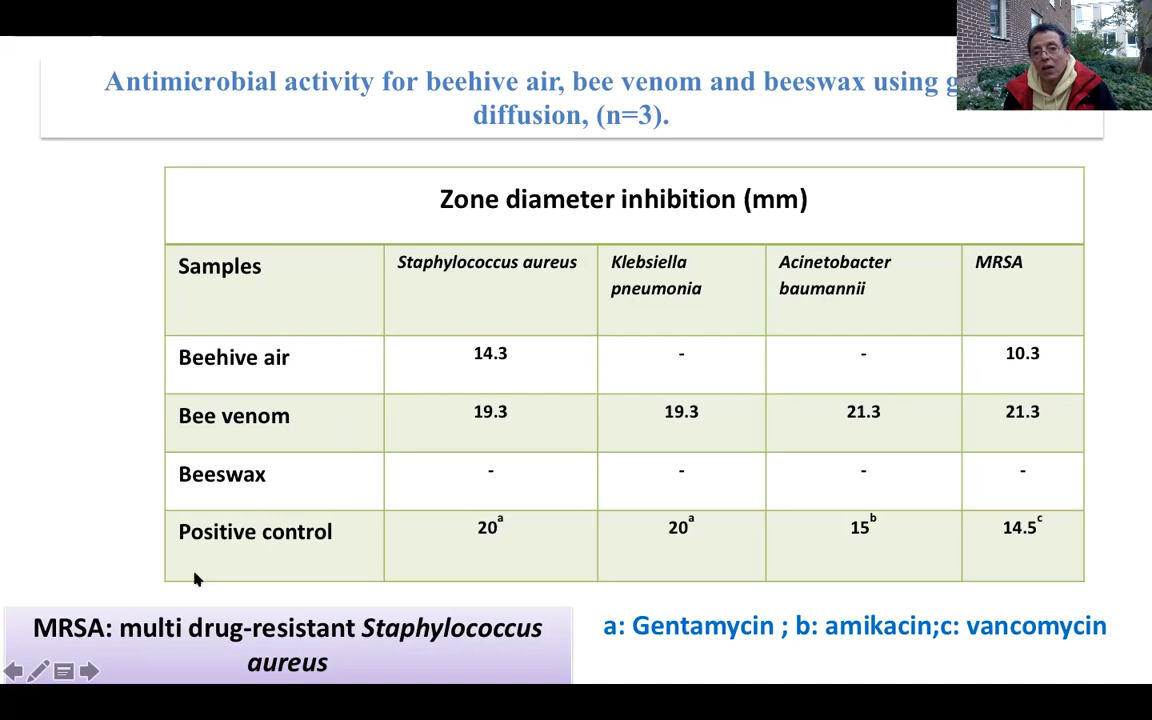 Antimicrobial activity for beehive air, bee venom and beeswax using
diffusion, (n=3).
Zone diameter inhibition (mm)
Samples Staphylococcus aureus Klebsiella pneumonia Acinetobacter baumannii MRSA
Beehive air 14.3 - - 10.3
Bee venom 19.3 19.3 21.3 21.3
Beeswax - - - -
Positive control 20a 20a 15b 14.5c
MRSA: multi drug-resistant Staphylococcus
aureus
a: Gentamycin ; b: amikacin;c: vancomycin